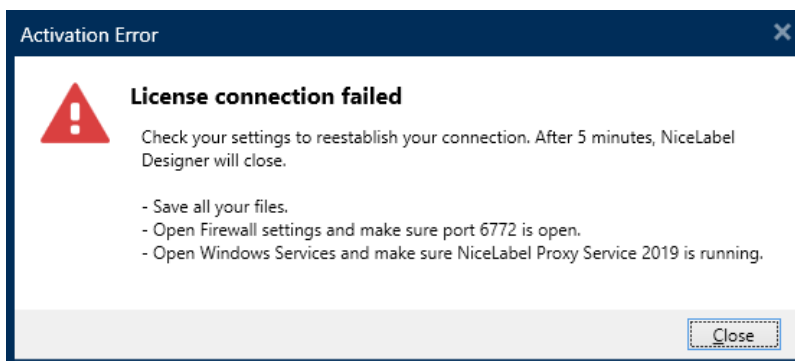 Activation Error
License connection failed
Check your settings to reestablish your connection. After 5 minutes, NiceLabel
Designer will close.
- Save all your files.
- Open Firewall settings and make sure port 6772 is open.
- Open Windows Services and make sure NiceLabel Proxy Service 2019 is running.
Close